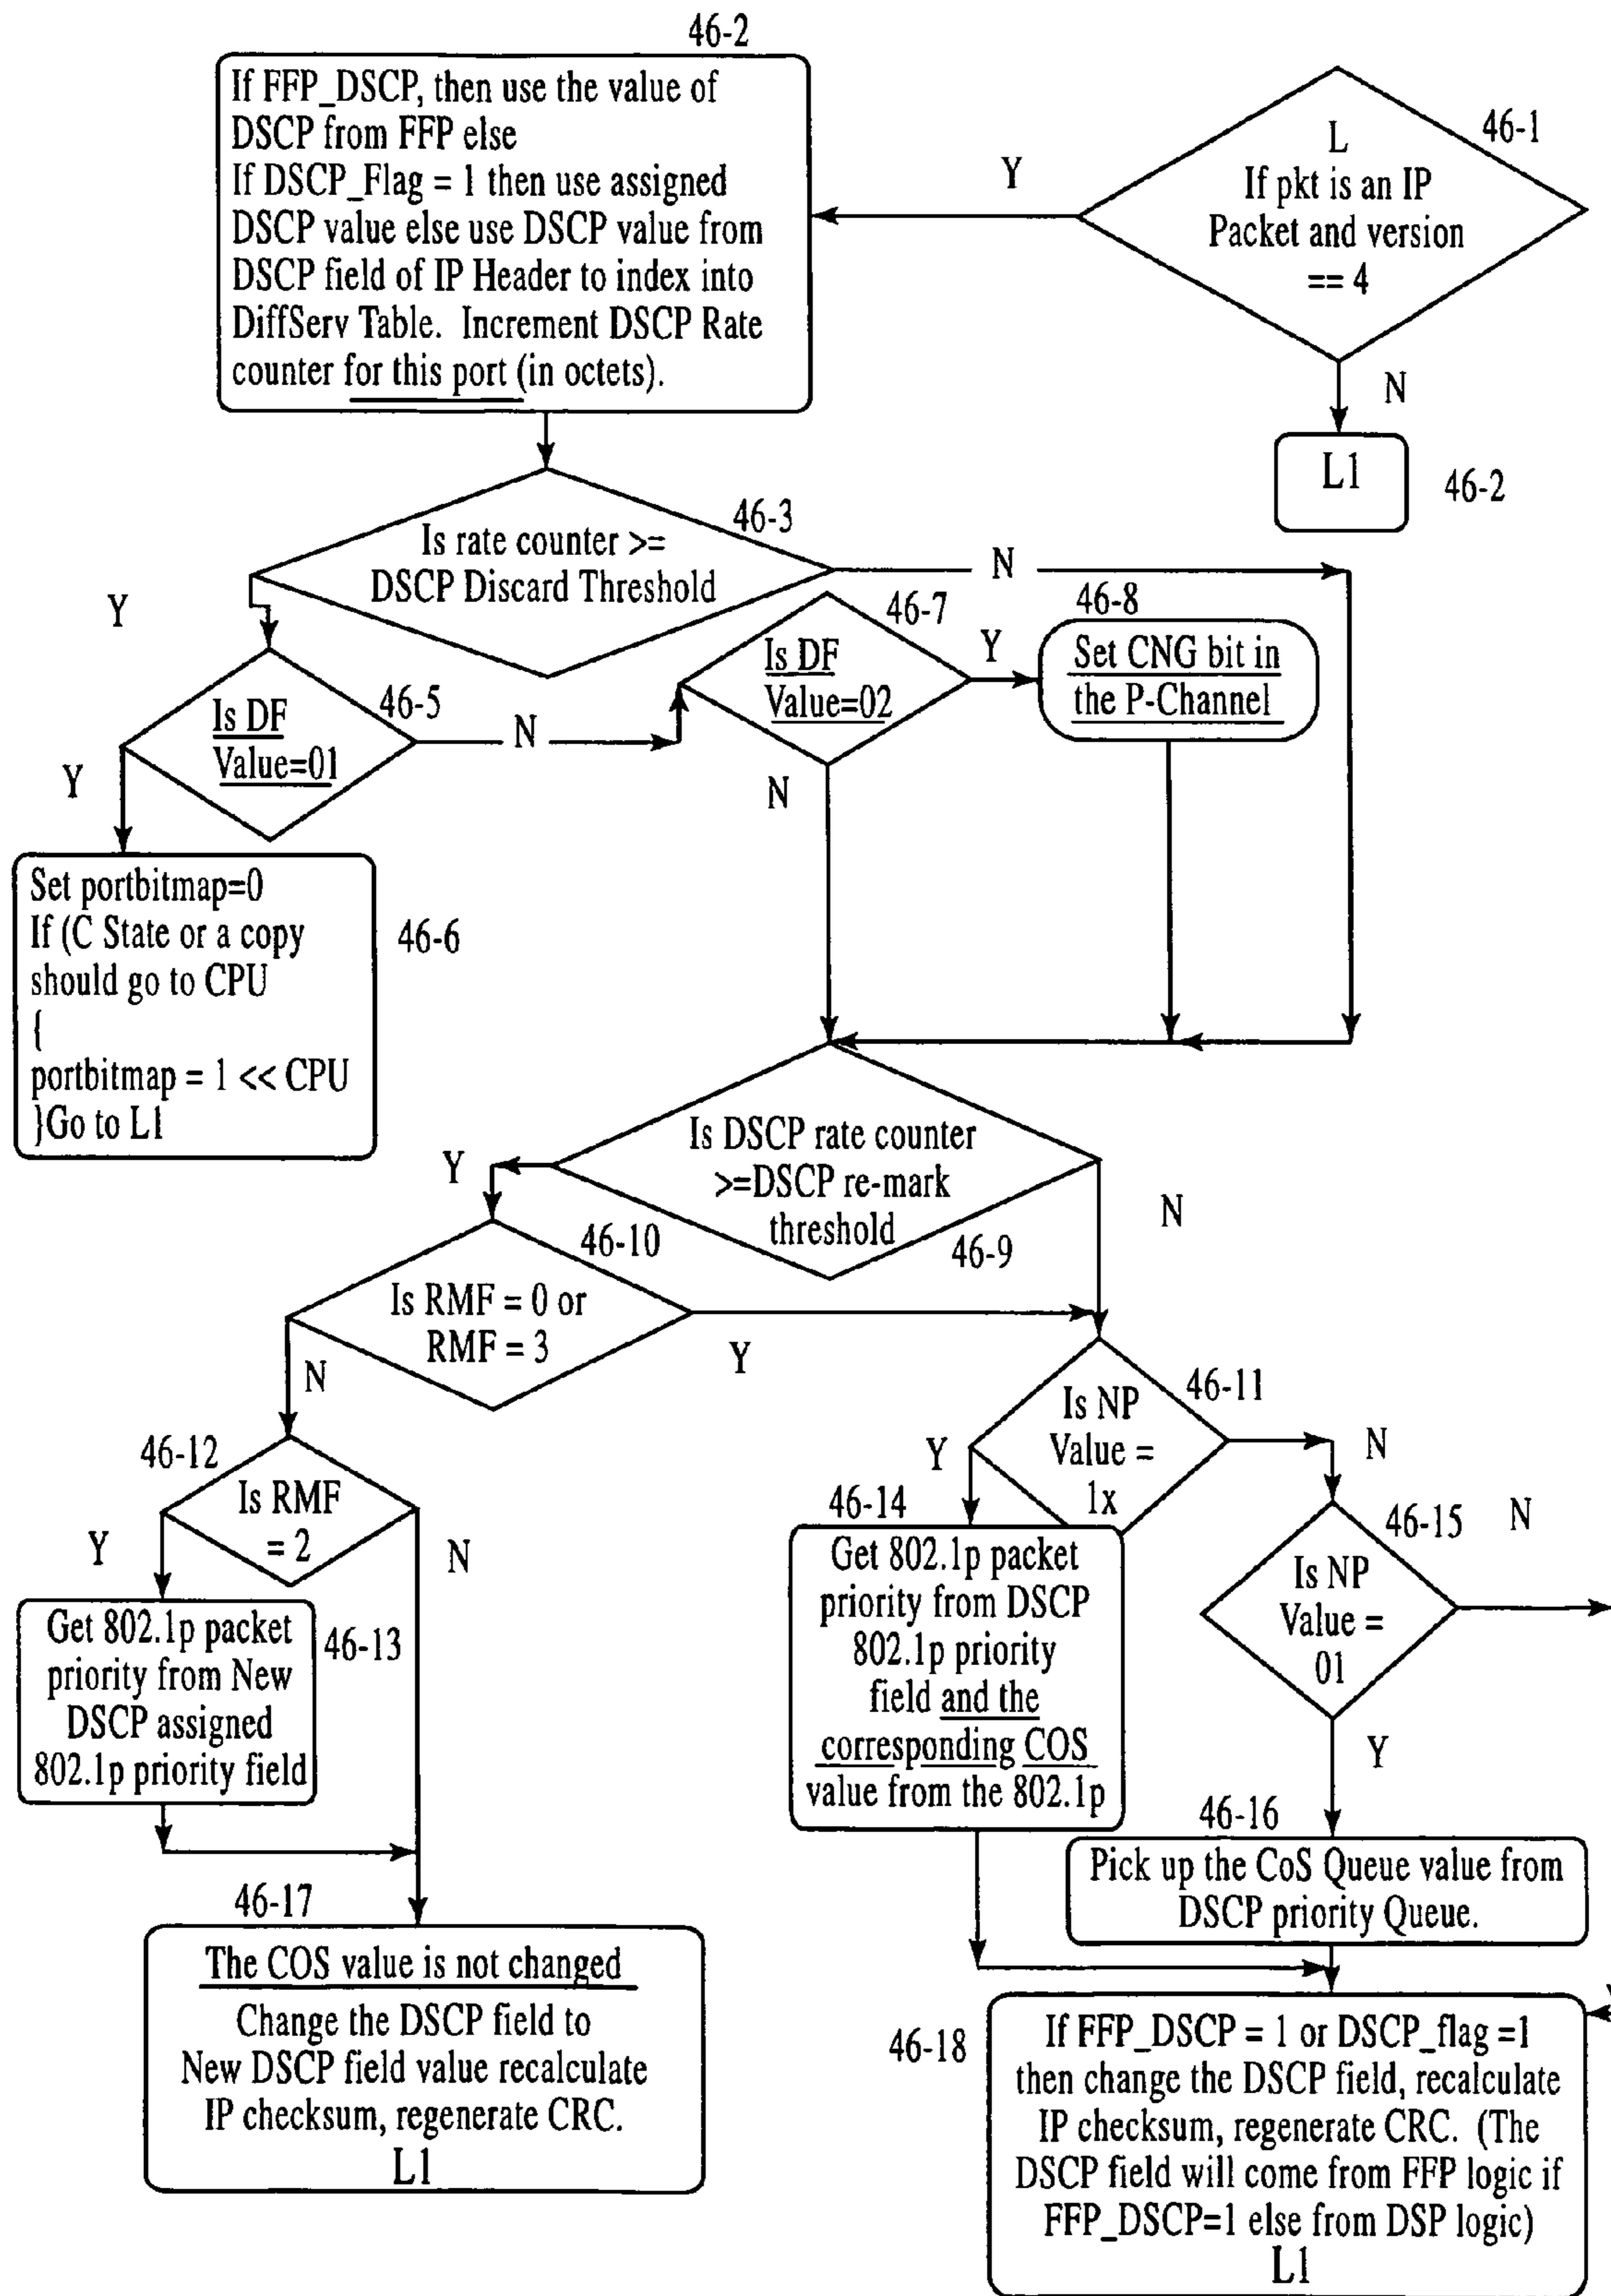 46-2
If FFP_DSCP, then use the value of
DSCP from FFP else
If DSCP_Flag = 1 then use assigned
DSCP value else use DSCP value from
DSCP field of IP Header to index into
DiffServ Table. Increment DSCP Rate
counter for this port (in octets).
Y
46-1
L
If pkt is an IP
Packet and version
== 4
N
L1
46-2
46-3
Is rate counter >=
DSCP Discard Threshold
N
Y
46-5
Is DF
Value=01
N
Y
46-7
Is DF
Value=02
Y
N
46-8
Set CNG bit in
the P-Channel
Set portbitmap=0
If (C State or a copy
should go to CPU
{
portbitmap = 1 << CPU
}Go to L1
46-6
Is DSCP rate counter
>=DSCP re-mark
threshold
46-9
Y
N
46-10
Is RMF = 0 or
RMF = 3
Y
N
46-11
Is NP
Value =
1x
Y
N
46-12
Is RMF
= 2
Y
N
46-13
Get 802.1p packet
priority from New
DSCP assigned
802.1p priority field
46-14
Get 802.1p packet
priority from DSCP
802.1p priority
field and the
corresponding COS
value from the 802.1p
46-15
Is NP
Value =
01
N
Y
46-16
Pick up the CoS Queue value from
DSCP priority Queue.
46-17
The COS value is not changed
Change the DSCP field to
New DSCP field value recalculate
IP checksum, regenerate CRC.
L1
46-18
If FFP_DSCP = 1 or DSCP_flag =1
then change the DSCP field, recalculate
IP checksum, regenerate CRC. (The
DSCP field will come from FFP logic if
FFP_DSCP=1 else from DSP logic)
L1